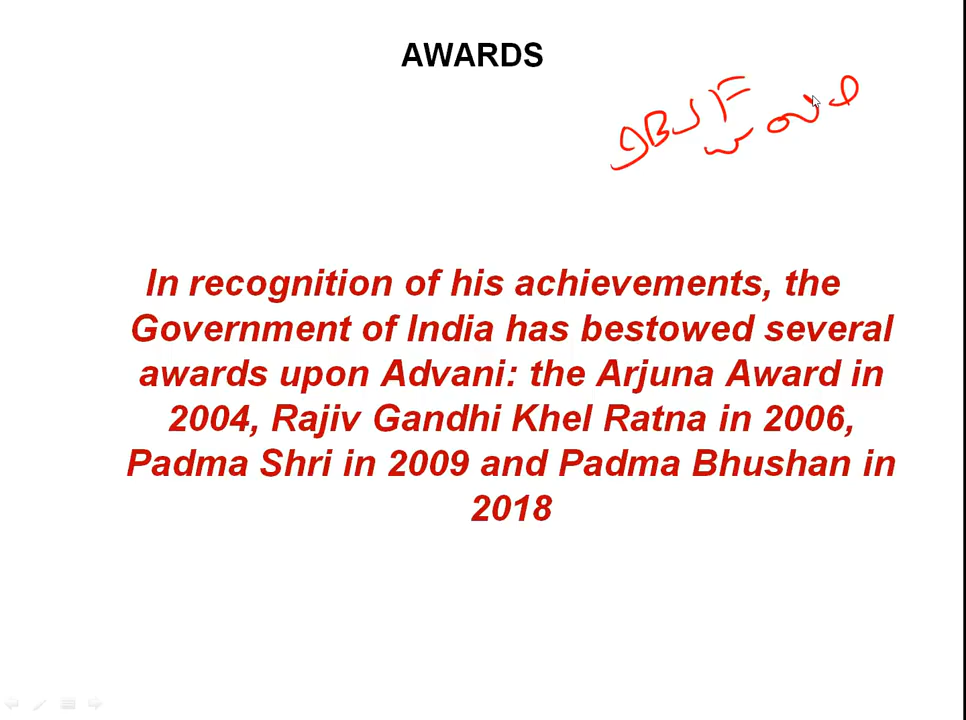 AWARDS
IBSF
In recognition of his achievements, the
Government of India has bestowed several
awards upon Advani: the Arjuna Award in
2004, Rajiv Gandhi Khel Ratna in 2006,
Padma Shri in 2009 and Padma Bhushan in
2018